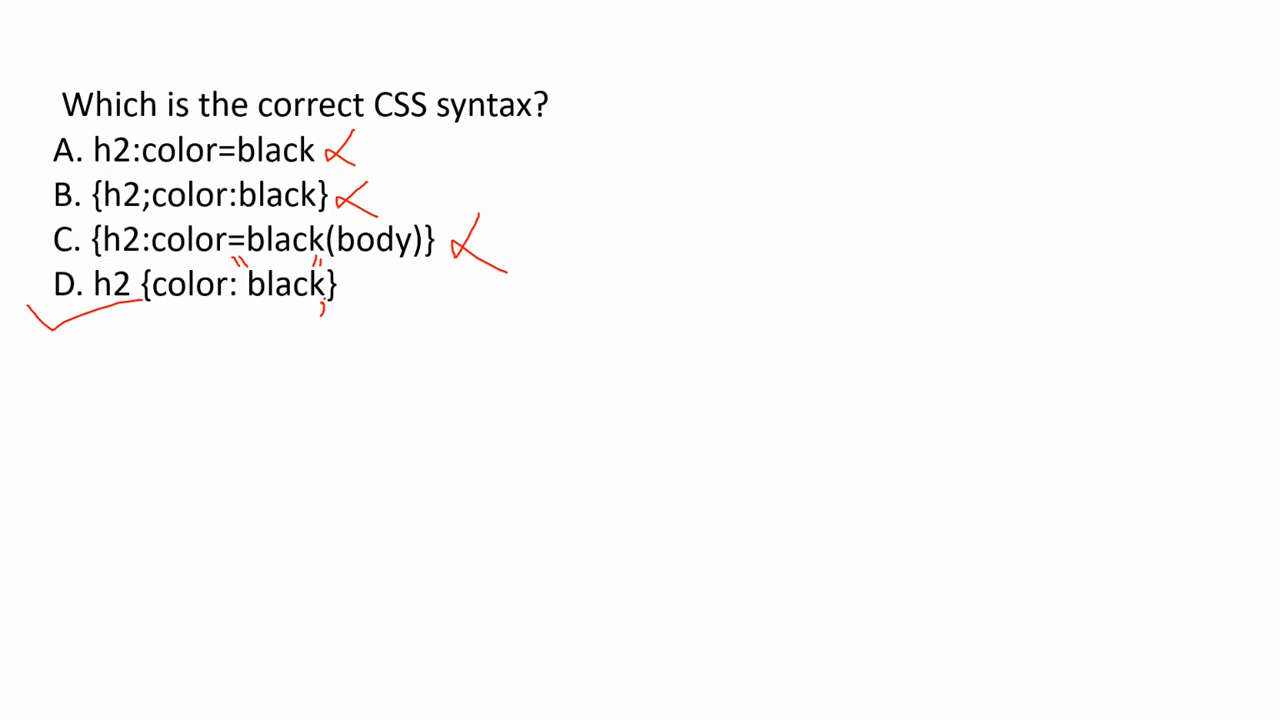 Which is the correct CSS syntax?
A. h2:color=black
B. {h2;color:black}
C. {h2:color=black(body)}
" "
D. h2 {color: black}
;